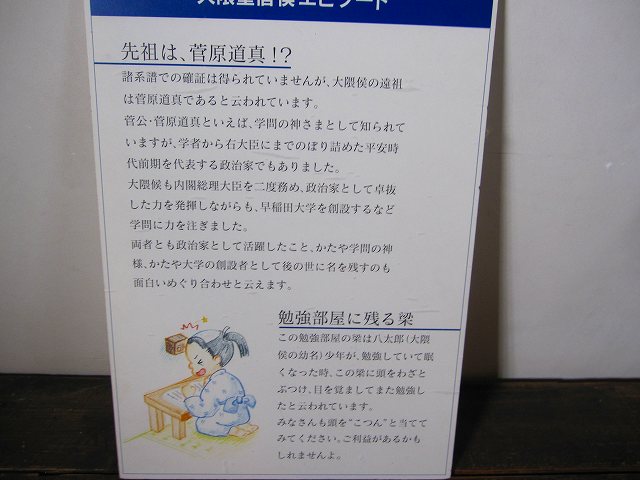 大隈重信侯エピソード
先祖は、菅原道真!?
諸系譜での確証は得られていませんが、大隈侯の遠祖
は菅原道真であると云われています。
菅公・菅原道真といえば、学問の神さまとして知られて
いますが、学者から右大臣にまでのぼり詰めた平安時
代前期を代表する政治家でもありました。
大隈侯も内閣総理大臣を二度務め、政治家として卓抜
した力を発揮しながらも、早稲田大学を創設するなど
学問に力を注ぎました。
両者とも政治家として活躍したこと、かたや学問の神
様、かたや大学の創設者として後の世に名を残すのも
面白いめぐり合わせと云えます。
勉強部屋に残る梁
この勉強部屋の梁は八太郎(大隈
侯の幼名)少年が、勉強していて眠
くなった時、この梁に頭をわざと
ぶつけ、目を覚ましてまた勉強し
たと云われています。
みなさんも頭を“こつん”と当てて
みてください。ご利益があるかも
しれませんよ。